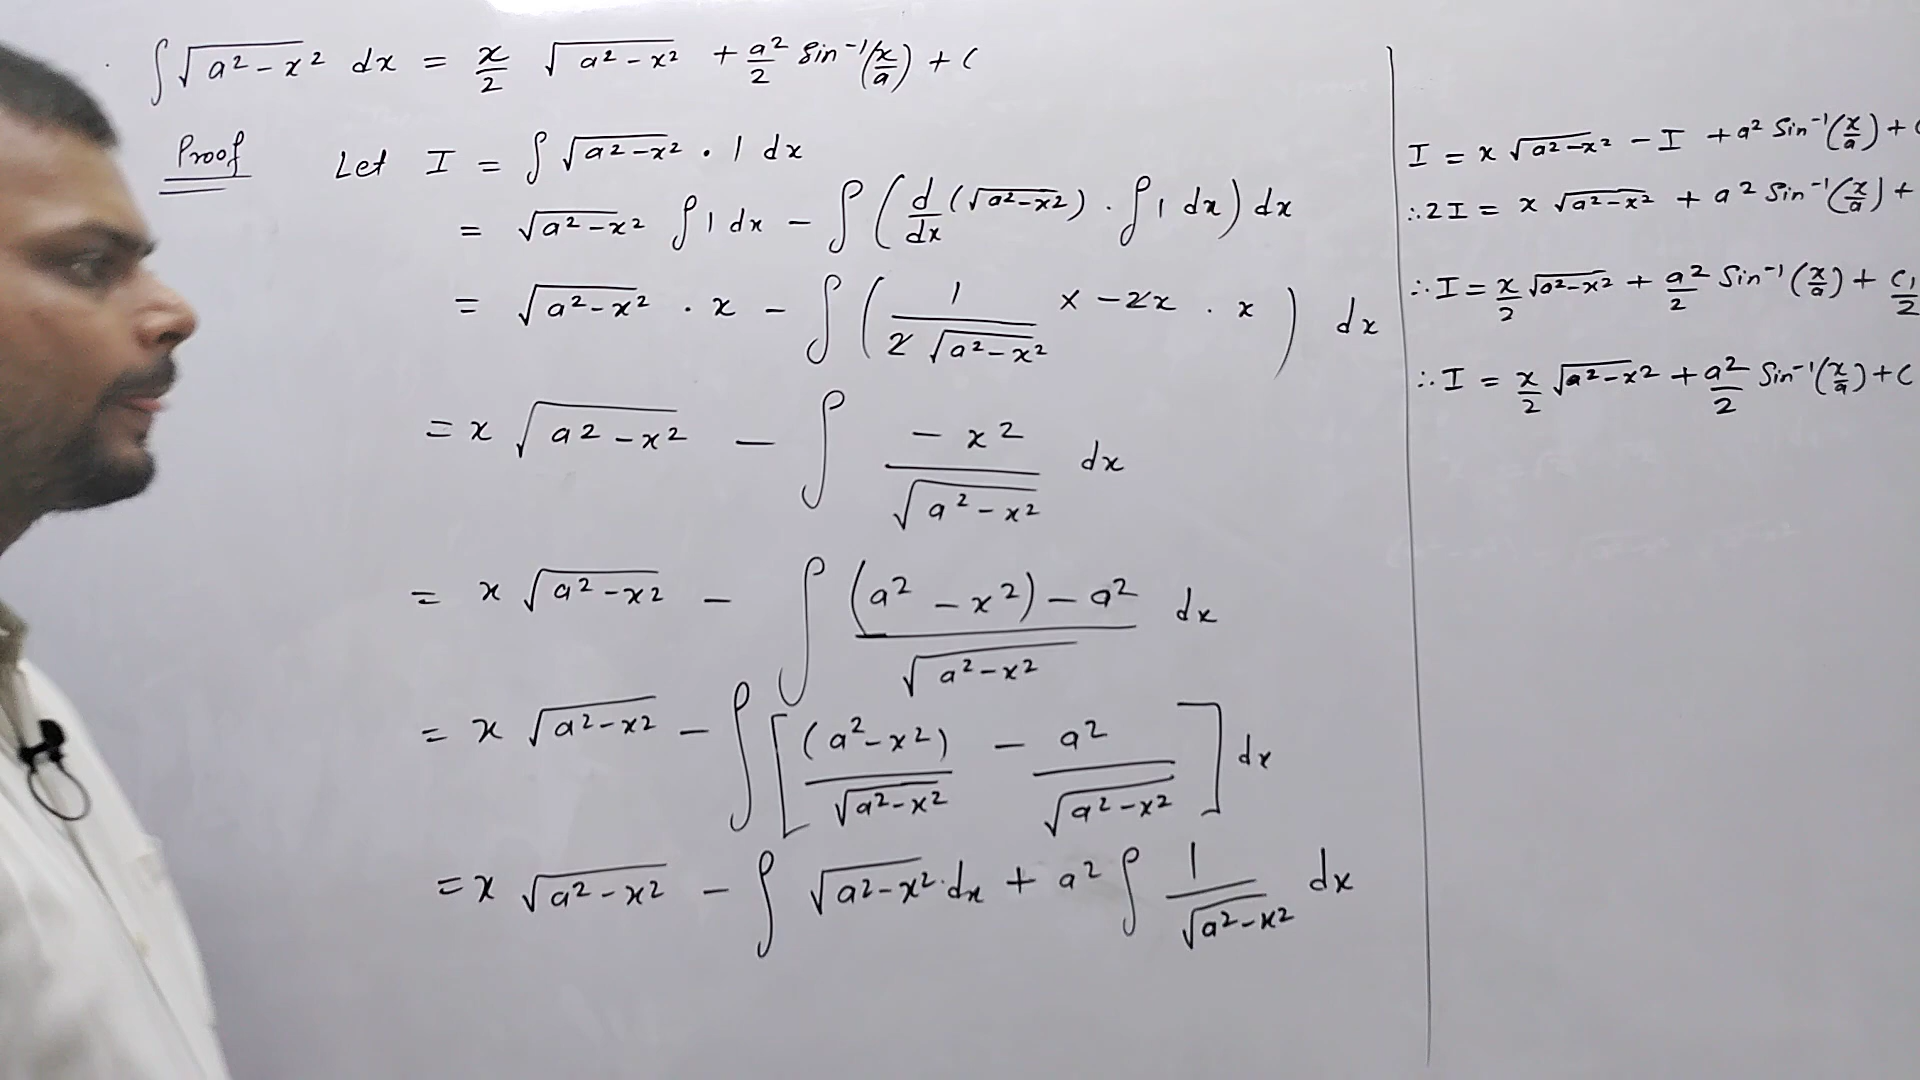 ∫√(a² - x²) dx = x/2 √(a² - x²) + a²/2 Sin⁻¹(x/a) + C
Proof Let I = ∫√(a²-x²) · 1 dx
= √(a²-x²) ∫1 dx - ∫(d/dx (√(a²-x²)) · ∫1 dx) dx
= √(a²-x²) · x - ∫(1/(2√(a²-x²)) × -2x · x) dx
= x √(a²-x²) - ∫ -x²/√(a²-x²) dx
= x √(a²-x²) - ∫ ((a²-x²)-a²)/√(a²-x²) dx
= x √(a²-x²) - ∫[(a²-x²)/√(a²-x²) - a²/√(a²-x²)] dx
= x √(a²-x²) - ∫√(a²-x²)·dx + a² ∫ 1/√(a²-x²) dx
I = x √(a²-x²) - I + a² Sin⁻¹(x/a) +
∴ 2I = x √(a²-x²) + a² Sin⁻¹(x/a) +
∴ I = x/2 √(a²-x²) + a²/2 Sin⁻¹(x/a) + C₁/2
∴ I = x/2 √(a²-x²) + a²/2 Sin⁻¹(x/a) + C